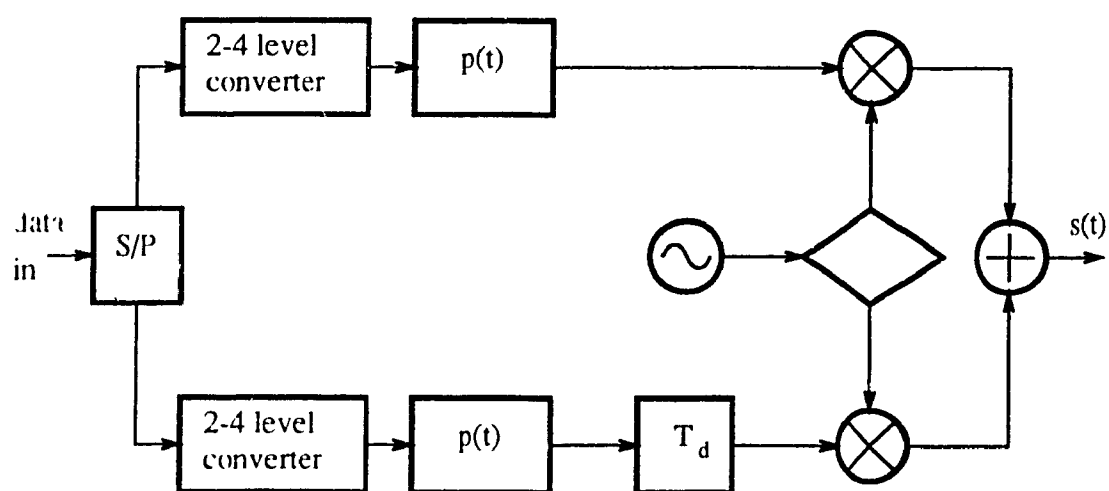 2-4 level
converter
p(t)
data
in
S/P
s(t)
2-4 level
converter
p(t)
T_d